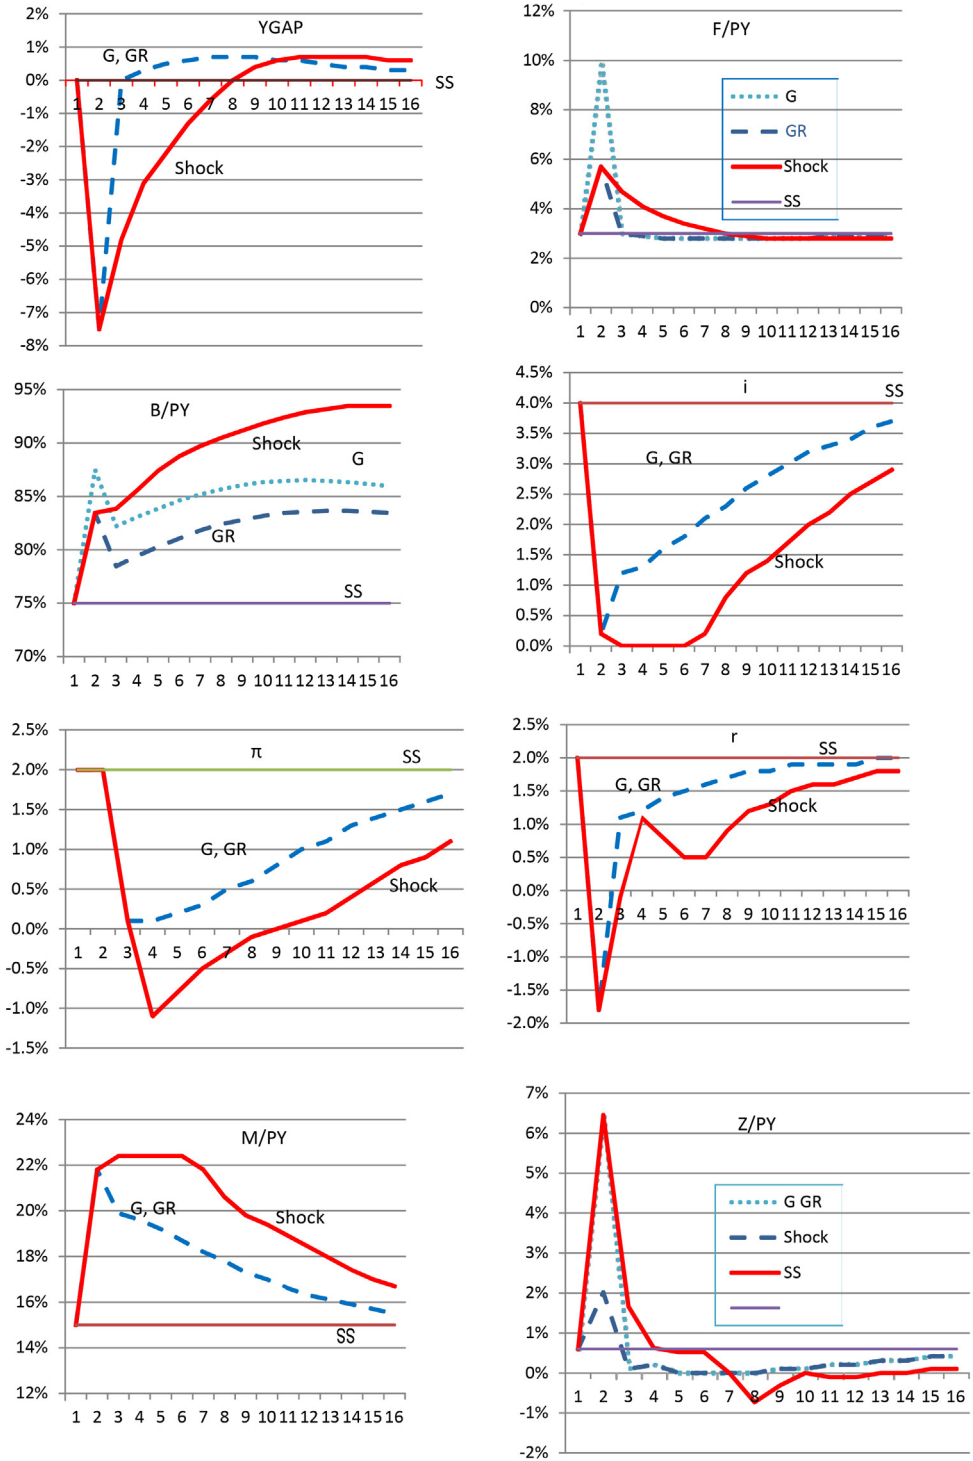 YGAP
2%
1%
0%
-1%
-2%
-3%
-4%
-5%
-6%
-7%
-8%
G, GR
SS
Shock
1 2 3 4 5 6 7 8 9 10 11 12 13 14 15 16
F/PY
12%
10%
8%
6%
4%
2%
0%
G
GR
Shock
SS
1 2 3 4 5 6 7 8 9 10 11 12 13 14 15 16
B/PY
95%
90%
85%
80%
75%
70%
Shock
G
GR
SS
1 2 3 4 5 6 7 8 9 10 11 12 13 14 15 16
i
4.5%
4.0%
3.5%
3.0%
2.5%
2.0%
1.5%
1.0%
0.5%
0.0%
SS
G, GR
Shock
1 2 3 4 5 6 7 8 9 10 11 12 13 14 15 16
π
2.5%
2.0%
1.5%
1.0%
0.5%
0.0%
-0.5%
-1.0%
-1.5%
SS
G, GR
Shock
1 2 3 4 5 6 7 8 9 10 11 12 13 14 15 16
r
2.5%
2.0%
1.5%
1.0%
0.5%
0.0%
-0.5%
-1.0%
-1.5%
-2.0%
SS
G, GR
Shock
1 2 3 4 5 6 7 8 9 10 11 12 13 14 15 16
M/PY
24%
22%
20%
18%
16%
14%
12%
G, GR
Shock
SS
1 2 3 4 5 6 7 8 9 10 11 12 13 14 15 16
Z/PY
7%
6%
5%
4%
3%
2%
1%
0%
-1%
-2%
G GR
Shock
SS
1 2 3 4 5 6 7 8 9 10 11 12 13 14 15 16